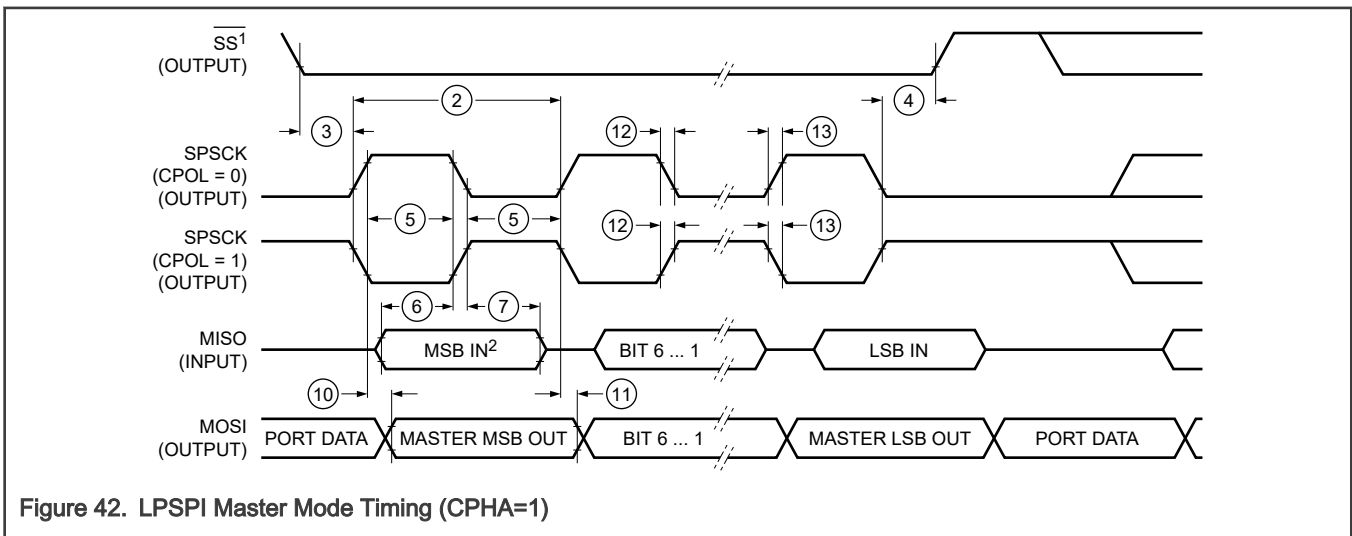 SS1
(OUTPUT)
2
3
4
12
13
SPSCK
(CPOL = 0)
(OUTPUT)
5
5
12
13
SPSCK
(CPOL = 1)
(OUTPUT)
6
7
MISO
(INPUT)
MSB IN2
BIT 6 ... 1
LSB IN
10
11
MOSI
(OUTPUT)
PORT DATA
MASTER MSB OUT
BIT 6 ... 1
MASTER LSB OUT
PORT DATA
Figure 42. LPSPI Master Mode Timing (CPHA=1)